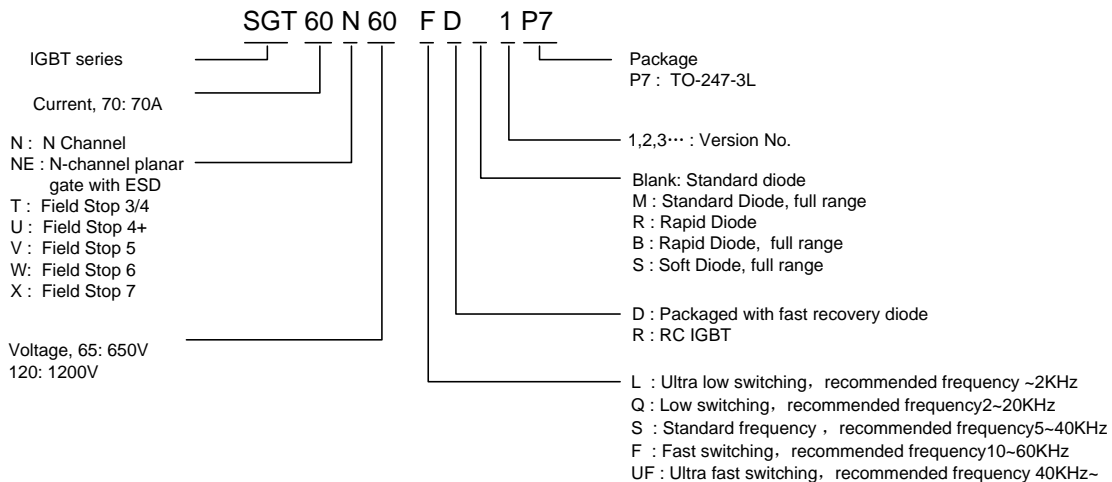 SGT 60 N 60 F D 1 P7
IGBT series
Current, 70: 70A
N : N Channel
NE : N-channel planar
gate with ESD
T : Field Stop 3/4
U : Field Stop 4+
V : Field Stop 5
W: Field Stop 6
X : Field Stop 7
Voltage, 65: 650V
120: 1200V
Package
P7 : TO-247-3L
1,2,3··· : Version No.
Blank: Standard diode
M : Standard Diode, full range
R : Rapid Diode
B : Rapid Diode, full range
S : Soft Diode, full range
D : Packaged with fast recovery diode
R : RC IGBT
L : Ultra low switching，recommended frequency ~2KHz
Q : Low switching，recommended frequency2~20KHz
S : Standard frequency ，recommended frequency5~40KHz
F : Fast switching，recommended frequency10~60KHz
UF : Ultra fast switching，recommended frequency 40KHz~